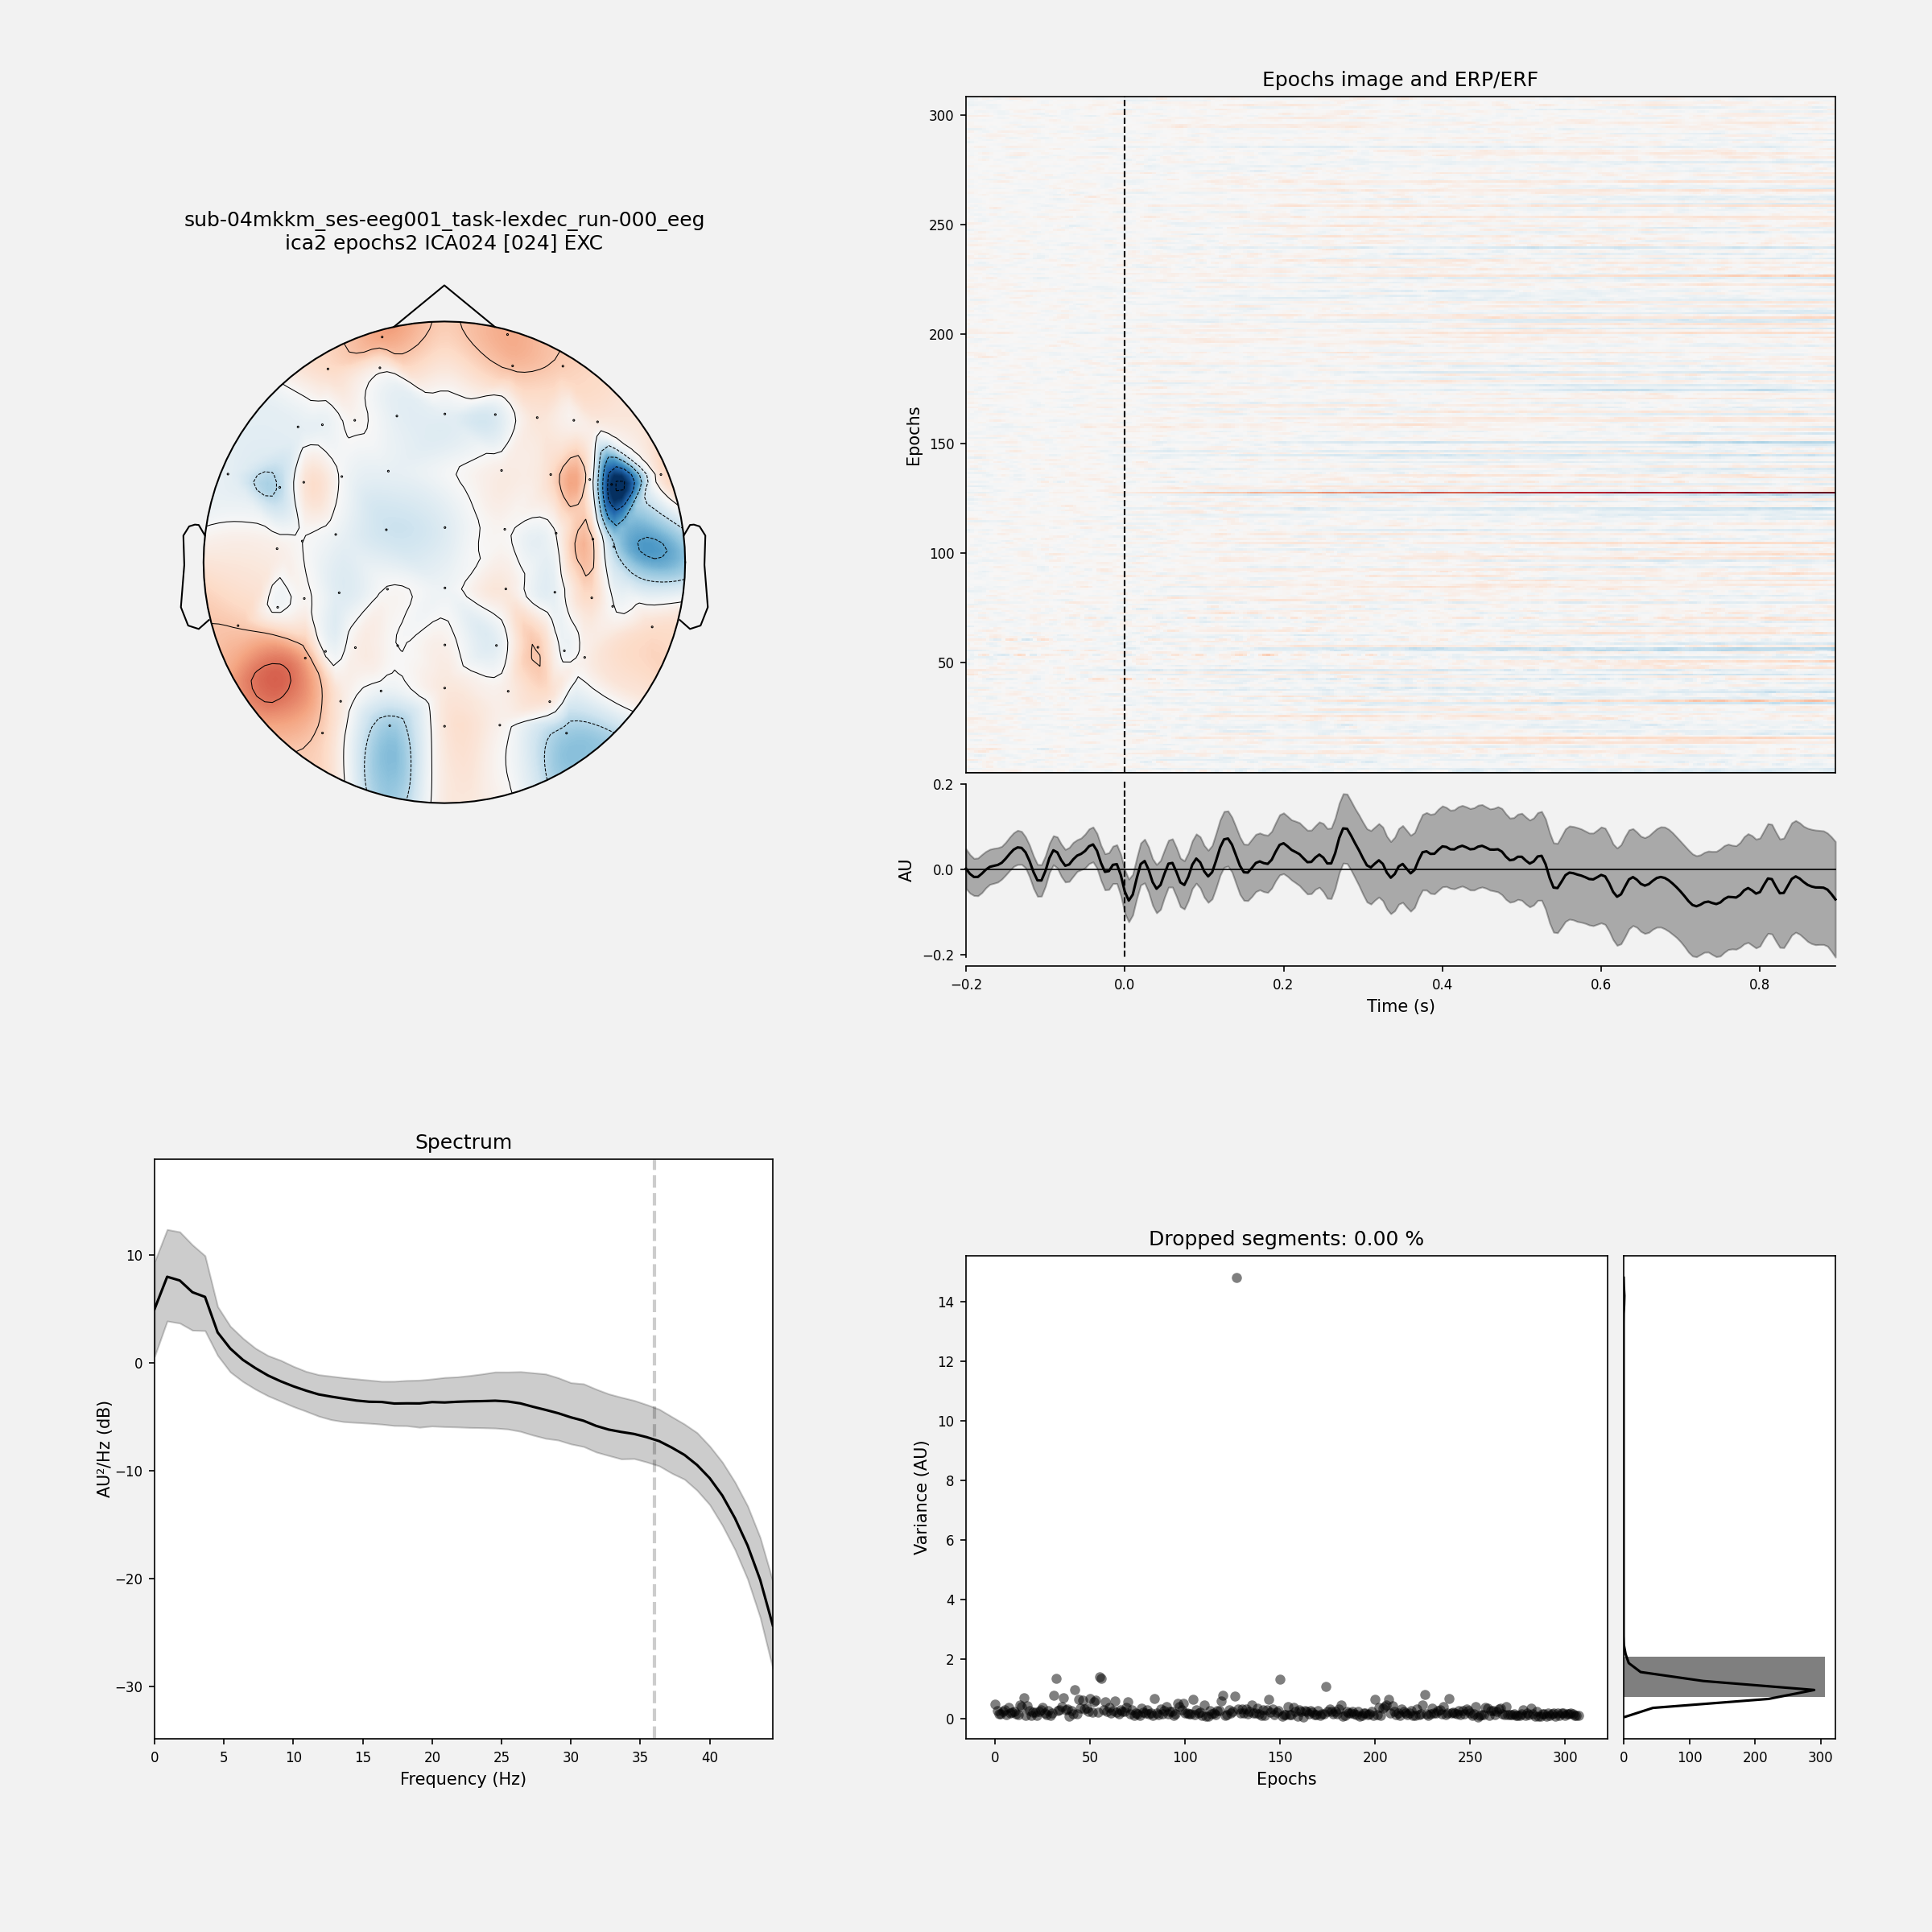 Epochs image and ERP/ERF
300
250
200
150
100
50
Epochs
sub-04mkkm_ses-eeg001_task-lexdec_run-000_eeg
ica2 epochs2 ICA024 [024] EXC
0.2
0.0
−0.2
AU
−0.2 0.0 0.2 0.4 0.6 0.8
Time (s)
Spectrum
10
0
−10
−20
−30
AU²/Hz (dB)
0 5 10 15 20 25 30 35 40
Frequency (Hz)
Dropped segments: 0.00 %
14
12
10
8
6
4
2
0
Variance (AU)
0 50 100 150 200 250 300
Epochs
0 100 200 300